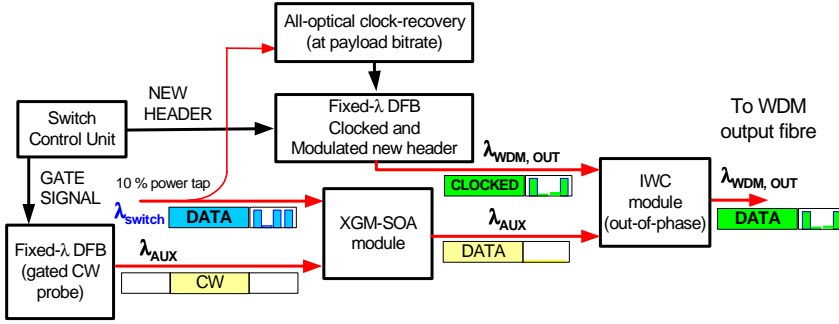 All-optical clock-recovery
(at payload bitrate)
NEW
HEADER
Switch
Control Unit
Fixed-λ DFB
Clocked and
Modulated new header
To WDM
output fibre
GATE
SIGNAL
10 % power tap
λswitch
DATA
λWDM, OUT
CLOCKED
IWC
module
(out-of-phase)
λWDM, OUT
DATA
Fixed-λ DFB
(gated CW
probe)
λAUX
CW
XGM-SOA
module
λAUX
DATA